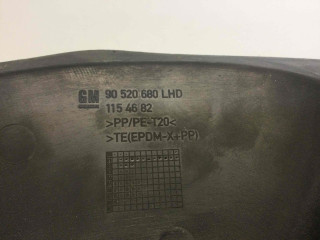 GM 90 520 680 LHD
115 46 82
>PP/PE-T20<
>TE(EPDM-X+PP)<